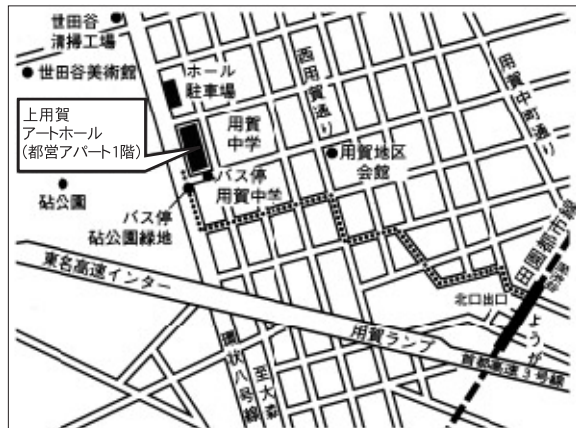 世田谷
清掃工場
世田谷美術館
ホール
駐車場
西用賀通り
用賀中町通り
上用賀
アートホール
(都営アパート1階)
用賀
中学
用賀地区
会館
バス停
用賀中学
砧公園
バス停
砧公園緑地
田園都市線
東名高速インター
北口出口
ようが
用賀ランプ
首都高速3号線
環状八号線
至大森